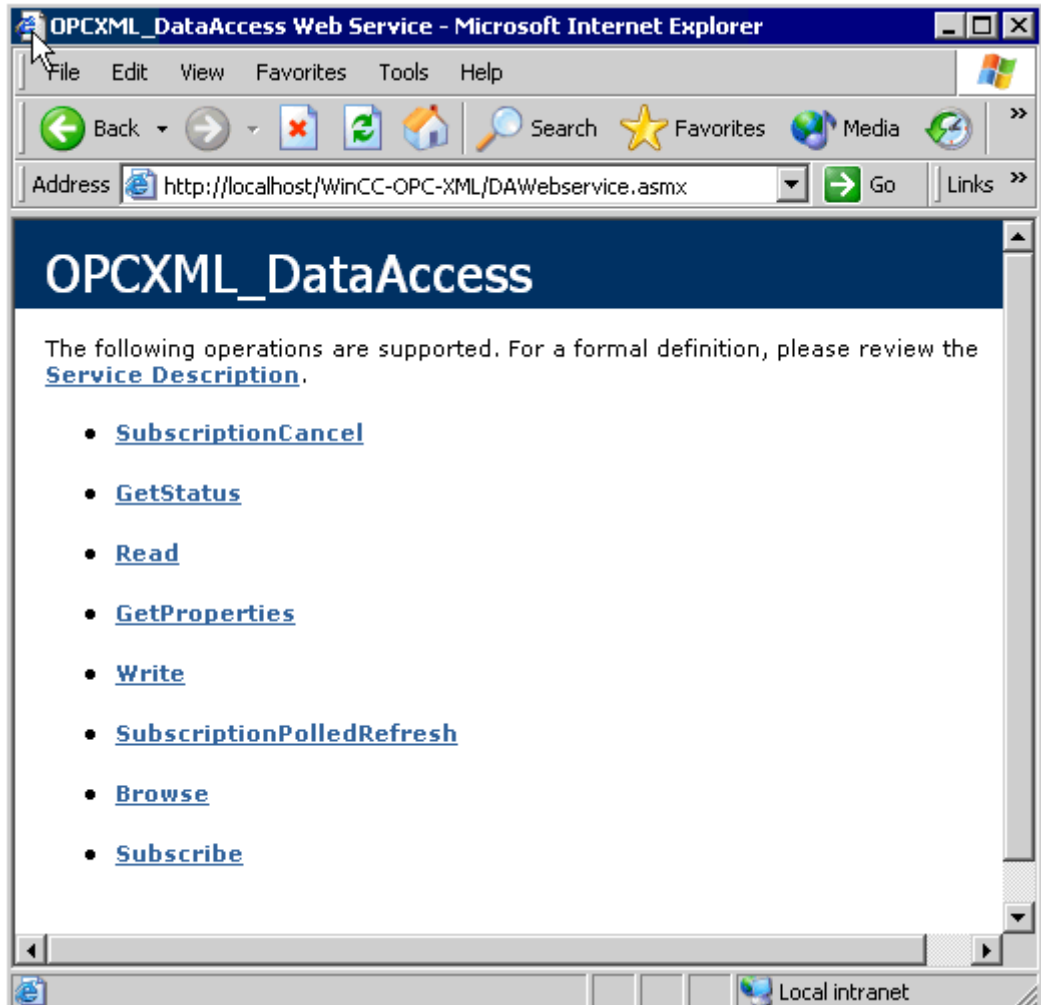 OPCXML_DataAccess Web Service - Microsoft Internet Explorer
File Edit View Favorites Tools Help
Back Search Favorites Media »
Address http://localhost/WinCC-OPC-XML/DAWebservice.asmx Go Links »
OPCXML_DataAccess
The following operations are supported. For a formal definition, please review the
Service Description.
• SubscriptionCancel
• GetStatus
• Read
• GetProperties
• Write
• SubscriptionPolledRefresh
• Browse
• Subscribe
Local intranet